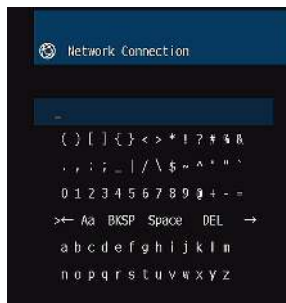 Network Connection
_
( ) [ ] { } < > * ! ? # % &
. , : ; _ | / \ $ ~ ^ " `
0 1 2 3 4 5 6 7 8 9 @ + - =
>← Aa BKSP Space DEL →
a b c d e f g h i j k l m
n o p q r s t u v w x y z